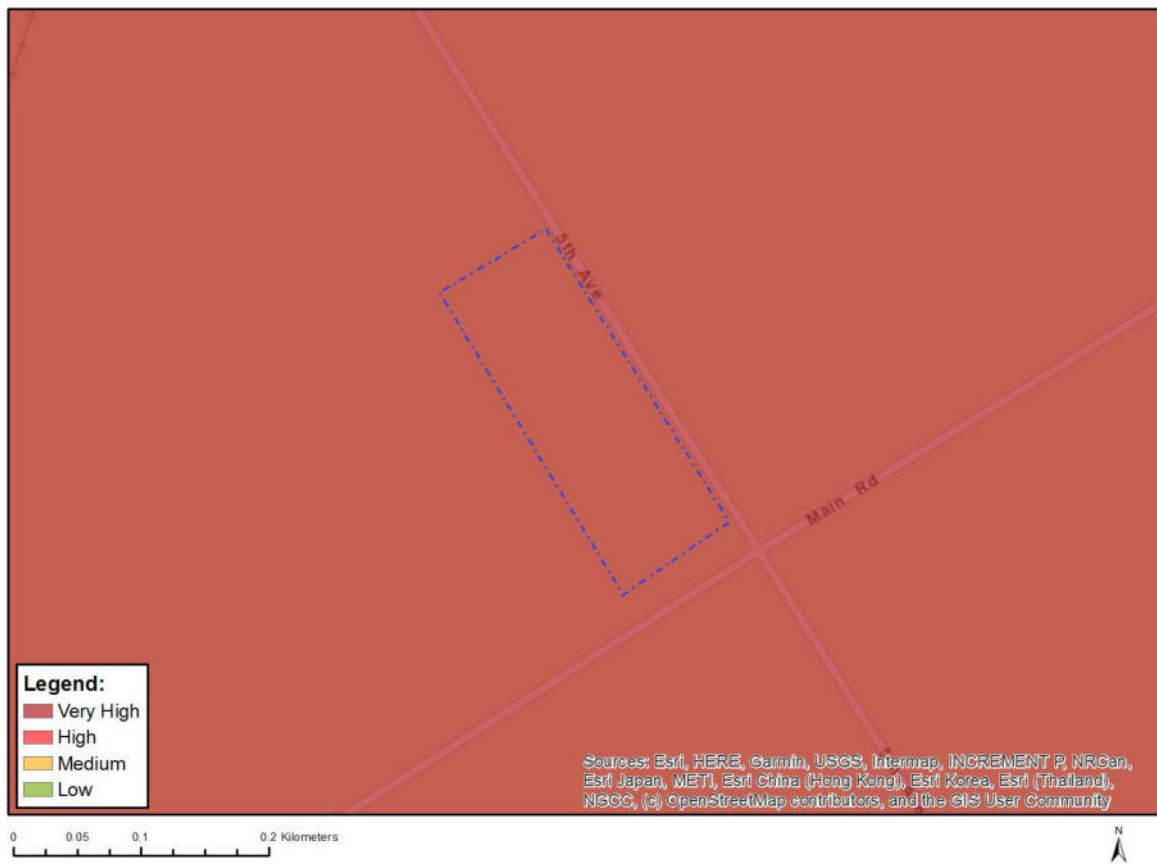 5th Ave
Main Rd
Legend:
Very High
High
Medium
Low
Sources: Esri, HERE, Garmin, USGS, Intermap, INCREMENT P, NRCan,
Esri Japan, METI, Esri China (Hong Kong), Esri Korea, Esri (Thailand),
NGCC, (c) OpenStreetMap contributors, and the GIS User Community
0 0.05 0.1 0.2 Kilometers
N